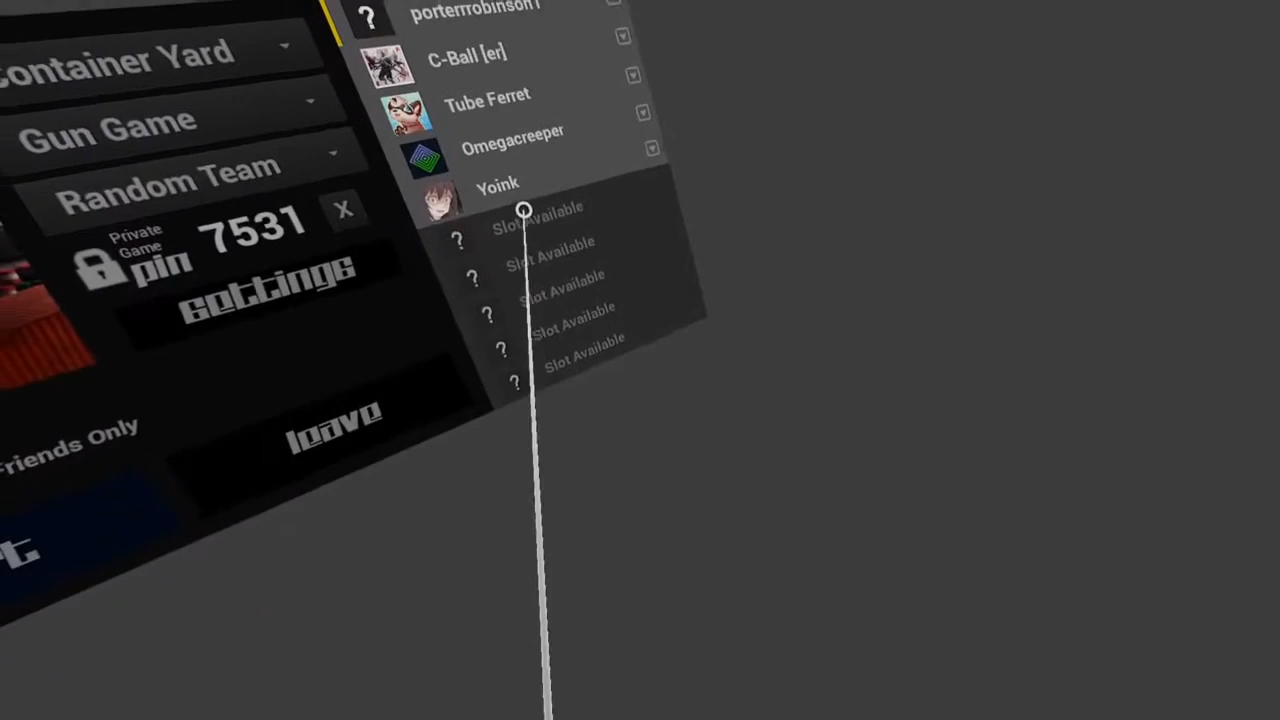 porterrrobinson1
Container Yard
C-Ball [er]
Gun Game
Tube Ferret
Random Team
Omegacreeper
Private
Game
pin
7531
X
Yoink
settings
Slot Available
Slot Available
Slot Available
Slot Available
Slot Available
Friends Only
leave